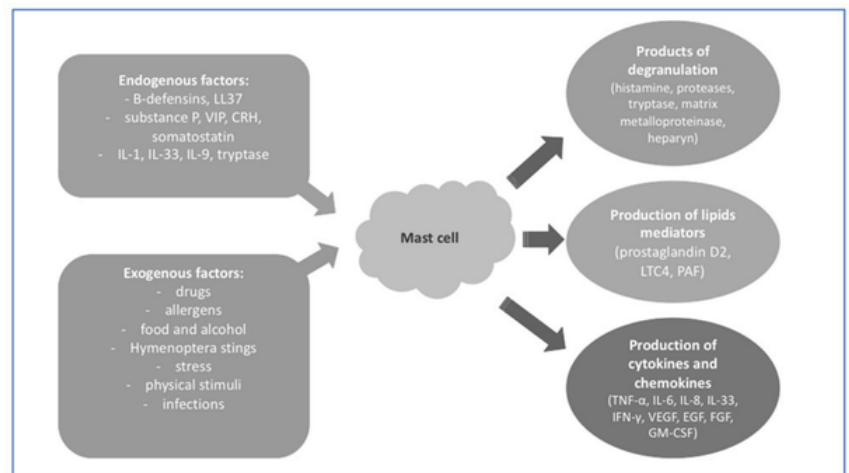 Endogenous factors:
- B-defensins, LL37
- substance P, VIP, CRH,
somatostatin
- IL-1, IL-33, IL-9, tryptase
Exogenous factors:
- drugs
- allergens
- food and alcohol
- Hymenoptera stings
- stress
- physical stimuli
- infections
Mast cell
Products of
degranulation
(histamine, proteases,
tryptase, matrix
metalloproteinase,
heparyn)
Production of lipids
mediators
(prostaglandin D2,
LTC4, PAF)
Production of
cytokines and
chemokines
(TNF-α, IL-6, IL-8, IL-33,
IFN-γ, VEGF, EGF, FGF,
GM-CSF)